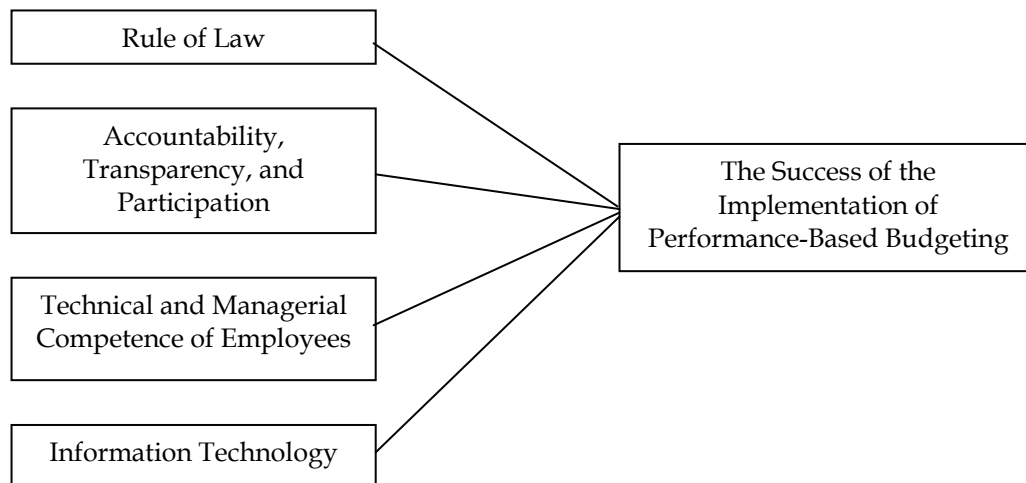 Rule of Law
Accountability,
Transparency, and
Participation
Technical and Managerial
Competence of Employees
Information Technology
The Success of the
Implementation of
Performance-Based Budgeting